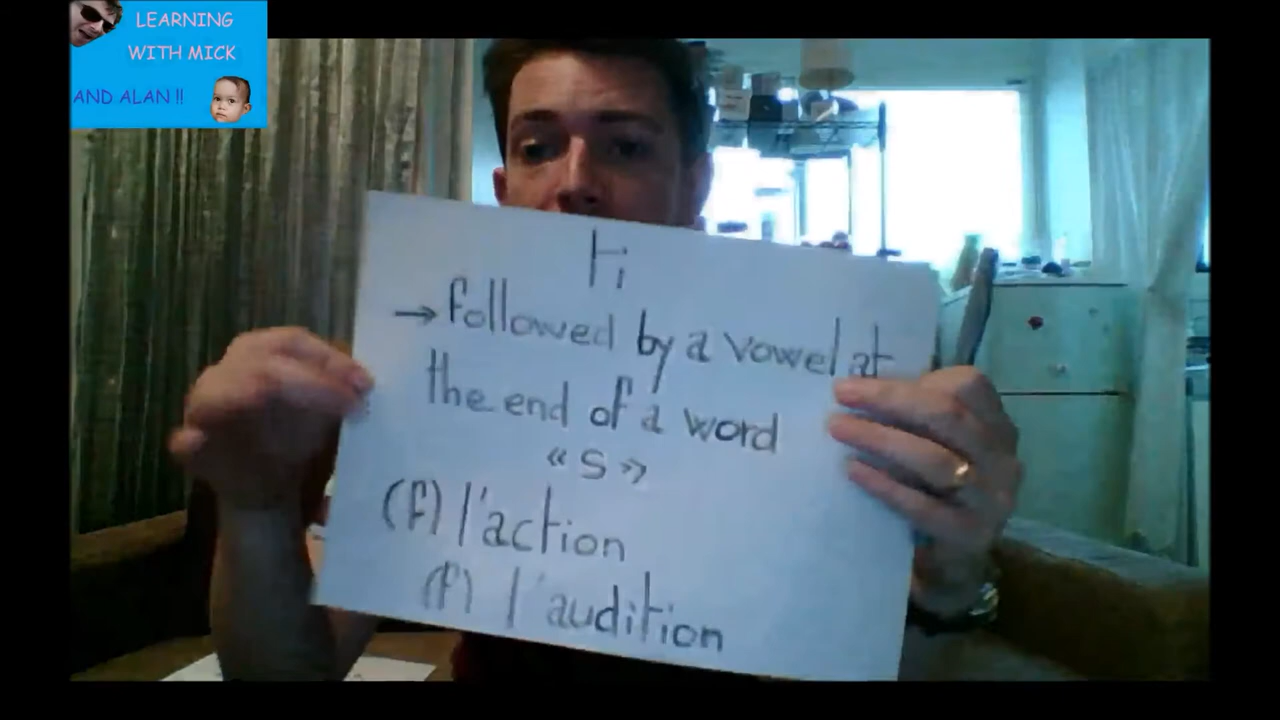 LEARNING
WITH MICK
AND ALAN !!
Ti
→ followed by a vowel at
the end of a word
« S »
(f) l'action
(f) l'audition